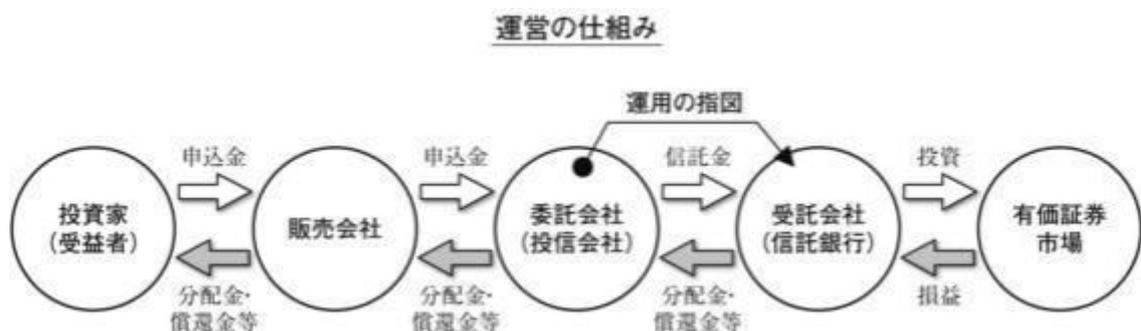 運営の仕組み
運用の指図
申込金
申込金
信託金
投資
投資家
(受益者)
販売会社
委託会社
(投信会社)
受託会社
(信託銀行)
有価証券
市場
分配金・
償還金等
分配金・
償還金等
分配金・
償還金等
損益